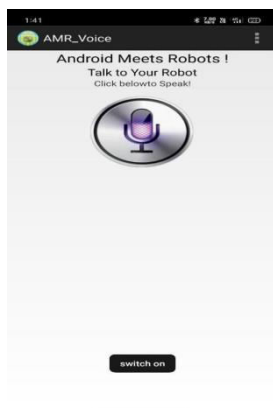 1:41
AMR_Voice
Android Meets Robots !
Talk to Your Robot
Click belowto Speak!
switch on